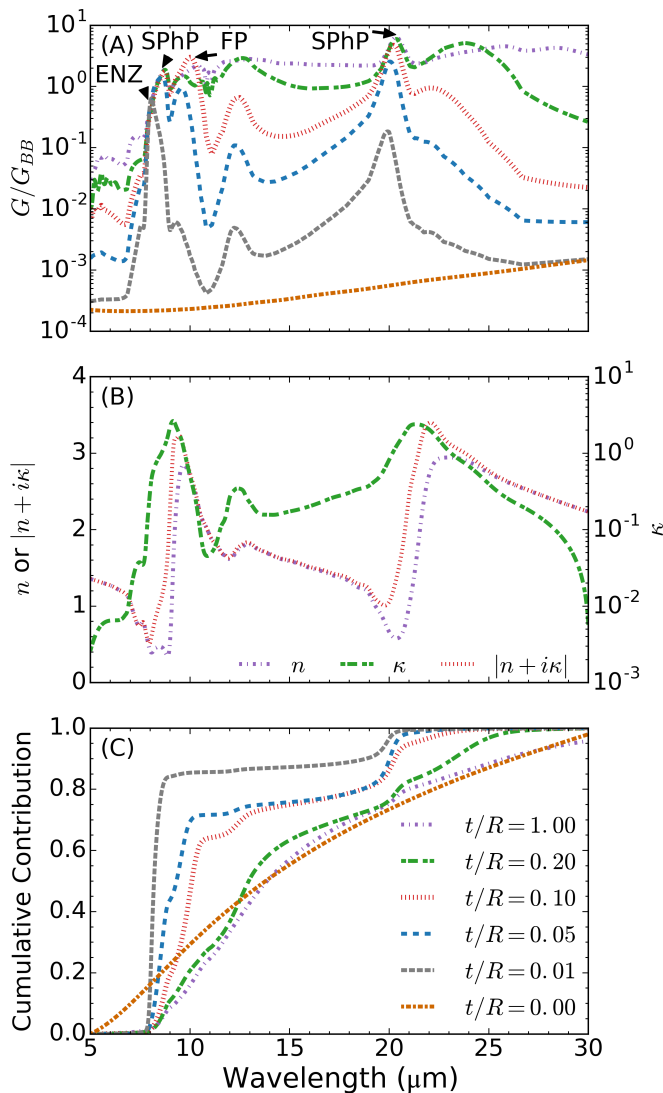 (A)
SPhP
FP
SPhP
ENZ
10^1
10^0
10^{-1}
10^{-2}
10^{-3}
10^{-4}
G/G_{BB}
(B)
4
3
2
1
0
n or |n + iκ|
10^1
10^0
10^{-1}
10^{-2}
10^{-3}
κ
n
κ
|n + iκ|
(C)
1.0
0.8
0.6
0.4
0.2
0.0
Cumulative Contribution
t/R = 1.00
t/R = 0.20
t/R = 0.10
t/R = 0.05
t/R = 0.01
t/R = 0.00
5 10 15 20 25 30
Wavelength (μm)